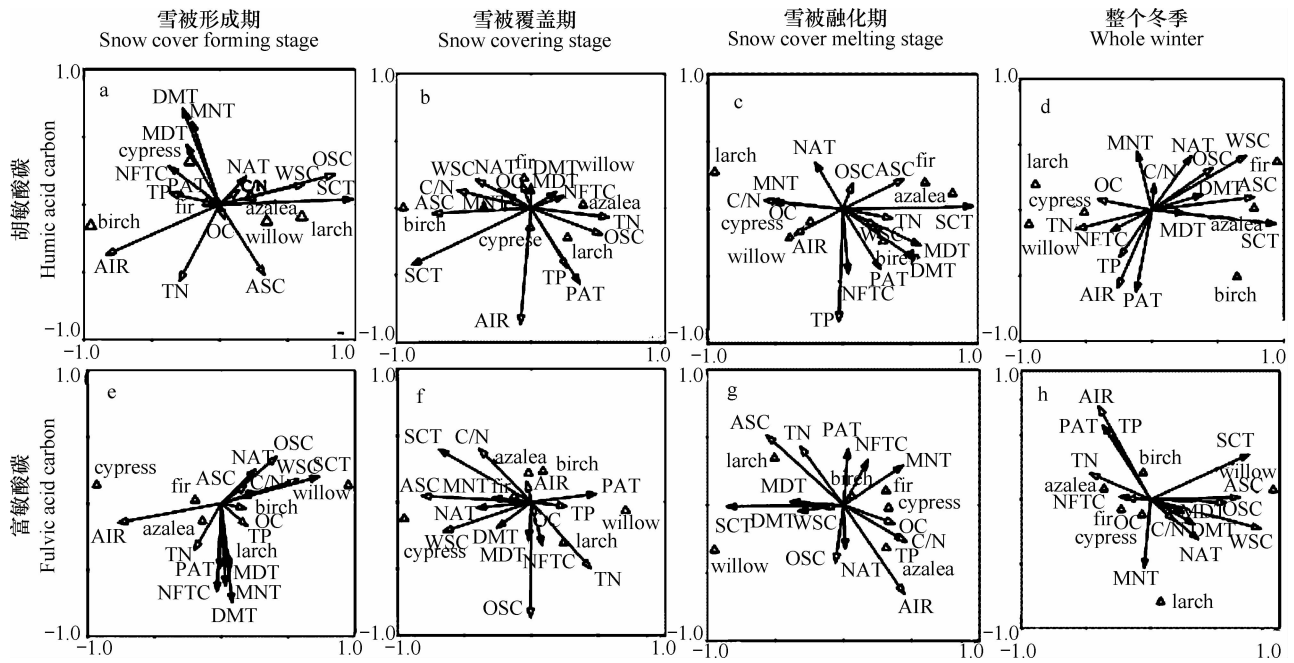 雪被形成期
Snow cover forming stage
雪被覆盖期
Snow covering stage
雪被融化期
Snow cover melting stage
整个冬季
Whole winter
胡敏酸碳
Humic acid carbon
1.0
-1.0
-1.0
1.0
a
DMT
MNT
MDT
cypress
NFTC
NAT
WSC
OSC
TP
PAT
C/N
SCT
fir
azalea
birch
OC
willow
larch
AIR
TN
ASC
-1.0
-1.0
1.0
b
WSC
NAT
fir
DMT
willow
C/N
OC
MDT
NFTC
ASC
MNT
azalea
birch
TN
cyprese
OSC
larch
SCT
TP
PAT
AIR
-1.0
-1.0
1.0
c
larch
NAT
OSC
ASC
fir
MNT
C/N
OC
azalea
cypress
TN
SCT
AIR
WSC
willow
birch
MDT
PAT
DMT
NFTC
TP
-1.0
-1.0
1.0
d
MNT
NAT
WSC
larch
OSC
C/N
OC
DMT
ASC
cypress
MDT
azalea
willow
NFTC
SCT
TP
AIR
PAT
birch
富敏酸碳
Fulvic acid carbon
1.0
-1.0
-1.0
1.0
e
OSC
NAT
cypress
ASC
WSC
SCT
fir
C/N
willow
birch
AIR
azalea
OC
TP
TN
larch
PAT
MDT
NFTC
MNT
DMT
1.0
-1.0
-1.0
1.0
f
SCT
C/N
azalea
birch
AIR
ASC
MNT
fir
PAT
NAT
TP
OC
willow
WSC
DMT
cypress
MDT
NFTC
larch
TN
OSC
1.0
-1.0
-1.0
1.0
g
ASC
TN
PAT
NFTC
larch
MNT
birch
fir
MDT
cypress
SCT
DMT
WSC
OC
C/N
OSC
TP
willow
NAT
azalea
AIR
1.0
-1.0
-1.0
1.0
h
AIR
PAT
TP
SCT
TN
birch
willow
azalea
ASC
NFTC
OSC
fir
OC
MDT
cypress
C/N
DMT
WSC
NAT
MNT
larch